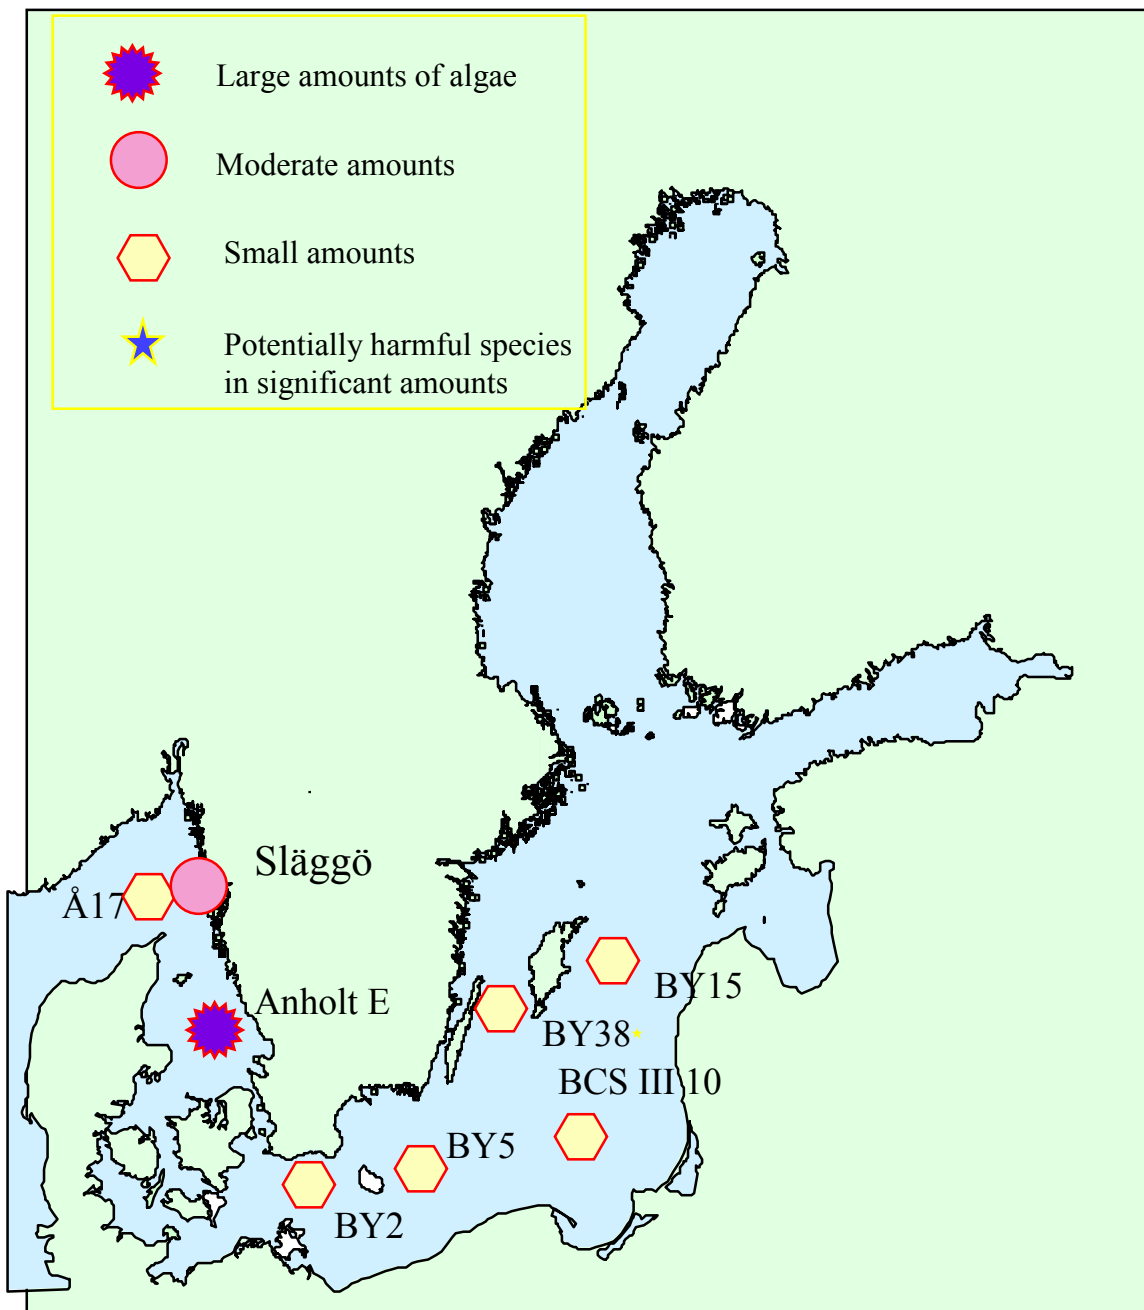 Large amounts of algae
Moderate amounts
Small amounts
Potentially harmful species
in significant amounts
Släggö
Å17
Anholt E
BY15
BY38
BCS III 10
BY5
BY2